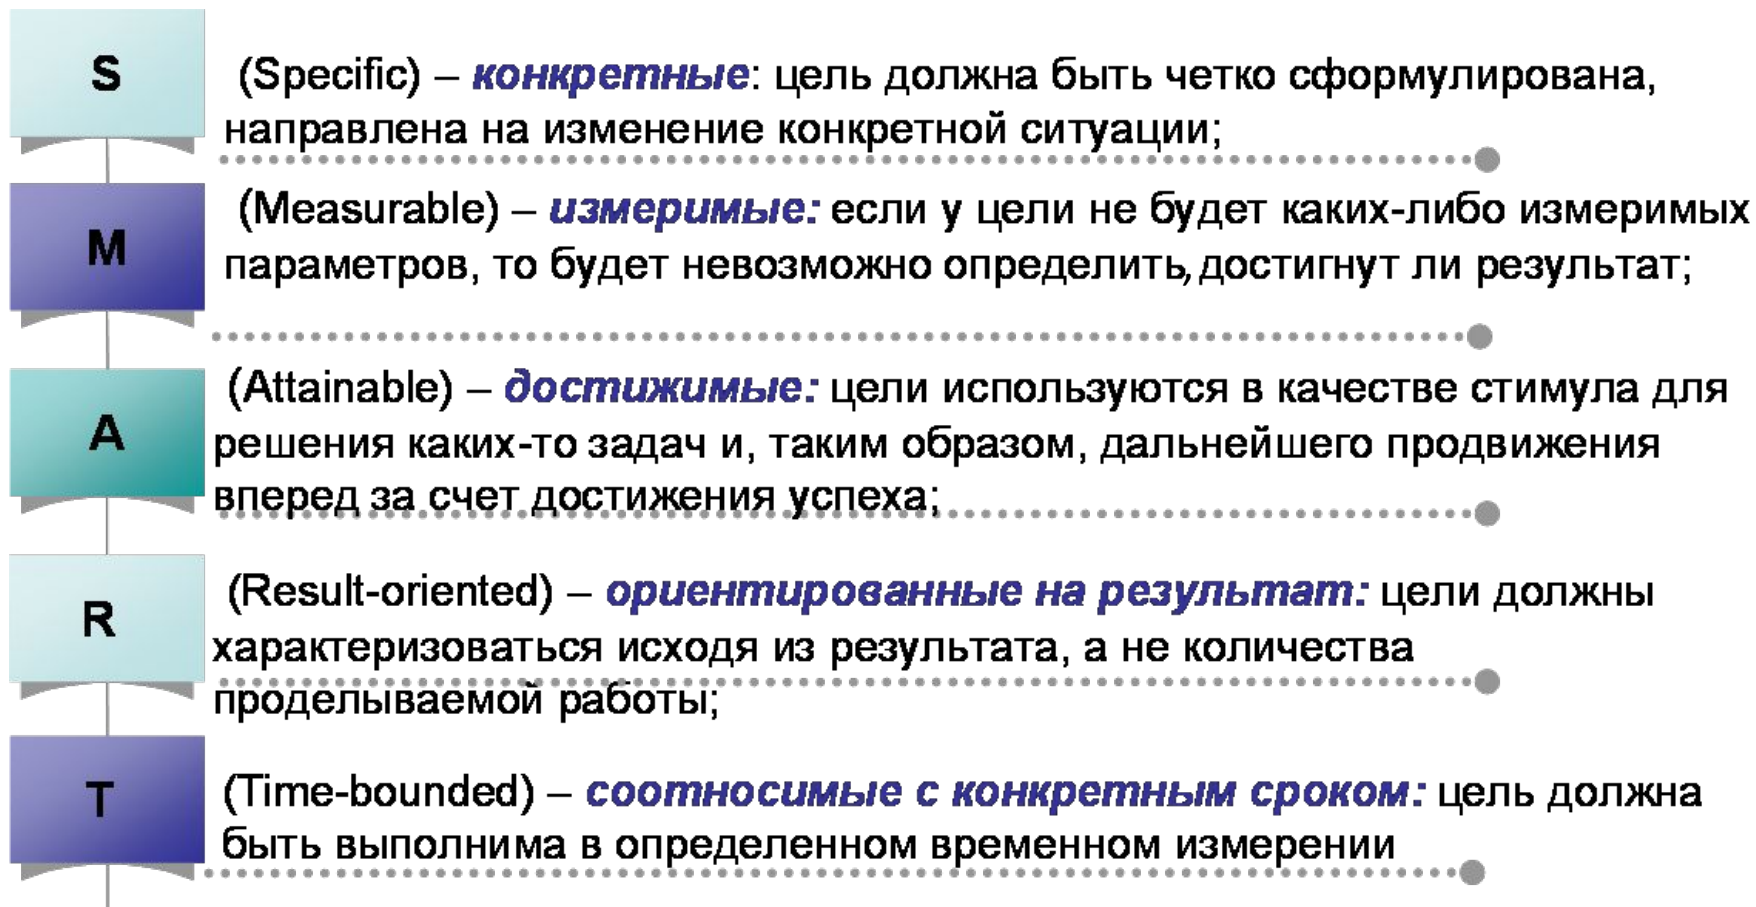 S
(Specific) – конкретные: цель должна быть четко сформулирована,
направлена на изменение конкретной ситуации;
M
(Measurable) – измеримые: если у цели не будет каких-либо измеримых
параметров, то будет невозможно определить, достигнут ли результат;
A
(Attainable) – достижимые: цели используются в качестве стимула для
решения каких-то задач и, таким образом, дальнейшего продвижения
вперед за счет достижения успеха;
R
(Result-oriented) – ориентированные на результат: цели должны
характеризоваться исходя из результата, а не количества
проделываемой работы;
T
(Time-bounded) – соотносимые с конкретным сроком: цель должна
быть выполнима в определенном временном измерении